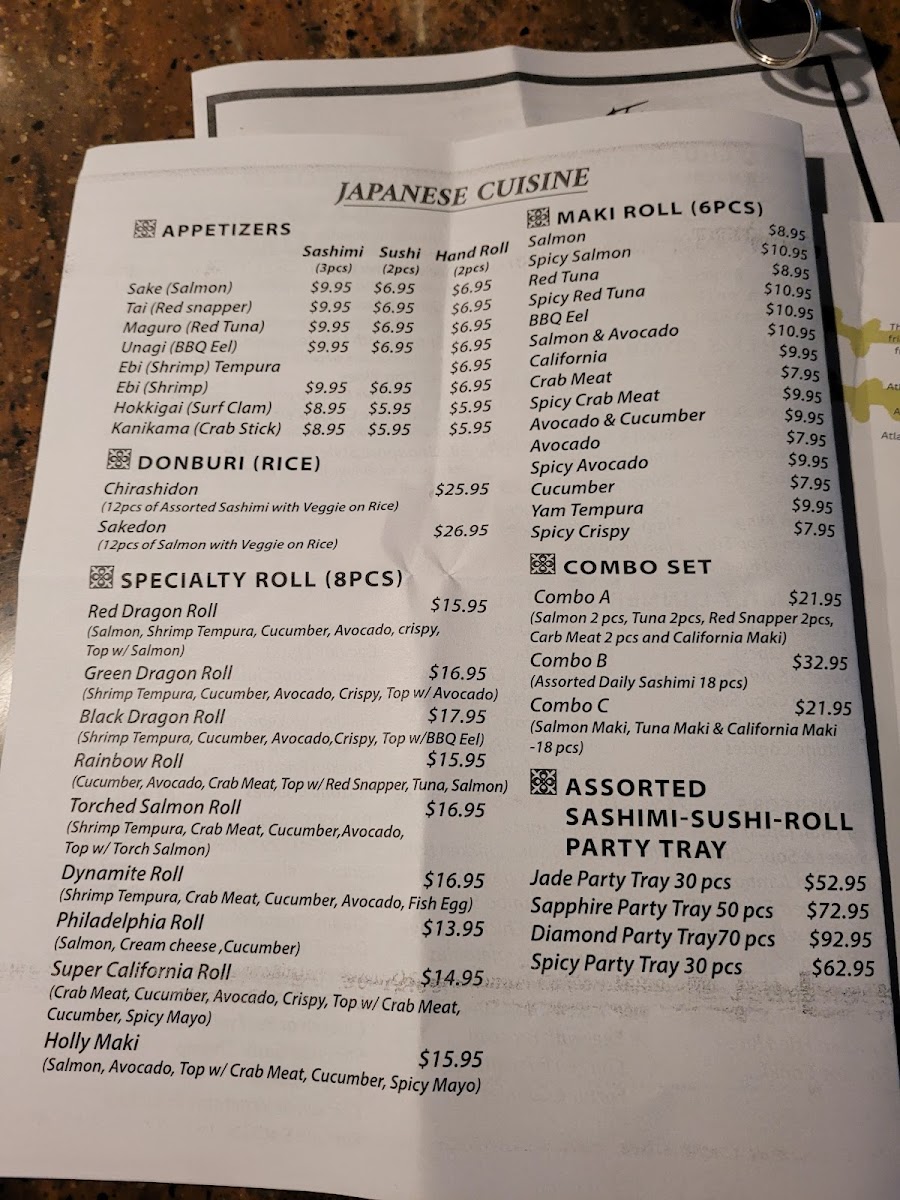 JAPANESE CUISINE
APPETIZERS
Sashimi Sushi Hand Roll
(3pcs) (2pcs) (2pcs)
Sake (Salmon) $9.95 $6.95 $6.95
Tai (Red snapper) $9.95 $6.95 $6.95
Maguro (Red Tuna) $9.95 $6.95 $6.95
Unagi (BBQ Eel) $9.95 $6.95 $6.95
Ebi (Shrimp) Tempura $6.95
Ebi (Shrimp) $9.95 $6.95 $6.95
Hokkigai (Surf Clam) $8.95 $5.95 $5.95
Kanikama (Crab Stick) $8.95 $5.95 $5.95
DONBURI (RICE)
Chirashidon $25.95
(12pcs of Assorted Sashimi with Veggie on Rice)
Sakedon $26.95
(12pcs of Salmon with Veggie on Rice)
SPECIALTY ROLL (8PCS)
Red Dragon Roll $15.95
(Salmon, Shrimp Tempura, Cucumber, Avocado, crispy,
Top w/ Salmon)
Green Dragon Roll $16.95
(Shrimp Tempura, Cucumber, Avocado, Crispy, Top w/ Avocado)
Black Dragon Roll $17.95
(Shrimp Tempura, Cucumber, Avocado,Crispy, Top w/BBQ Eel)
Rainbow Roll $15.95
(Cucumber, Avocado, Crab Meat, Top w/ Red Snapper, Tuna, Salmon)
Torched Salmon Roll $16.95
(Shrimp Tempura, Crab Meat, Cucumber,Avocado,
Top w/ Torch Salmon)
Dynamite Roll $16.95
(Shrimp Tempura, Crab Meat, Cucumber, Avocado, Fish Egg)
Philadelphia Roll $13.95
(Salmon, Cream cheese ,Cucumber)
Super California Roll $14.95
(Crab Meat, Cucumber, Avocado, Crispy, Top w/ Crab Meat,
Cucumber, Spicy Mayo)
Holly Maki $15.95
(Salmon, Avocado, Top w/ Crab Meat, Cucumber, Spicy Mayo)
MAKI ROLL (6PCS)
Salmon $8.95
Spicy Salmon $10.95
Red Tuna $8.95
Spicy Red Tuna $10.95
BBQ Eel $10.95
Salmon & Avocado $10.95
California $9.95
Crab Meat $7.95
Spicy Crab Meat $9.95
Avocado & Cucumber $9.95
Avocado $7.95
Spicy Avocado $9.95
Cucumber $7.95
Yam Tempura $9.95
Spicy Crispy $7.95
COMBO SET
Combo A $21.95
(Salmon 2 pcs, Tuna 2pcs, Red Snapper 2pcs,
Carb Meat 2 pcs and California Maki)
Combo B $32.95
(Assorted Daily Sashimi 18 pcs)
Combo C $21.95
(Salmon Maki, Tuna Maki & California Maki
-18 pcs)
ASSORTED
SASHIMI-SUSHI-ROLL
PARTY TRAY
Jade Party Tray 30 pcs $52.95
Sapphire Party Tray 50 pcs $72.95
Diamond Party Tray70 pcs $92.95
Spicy Party Tray 30 pcs $62.95